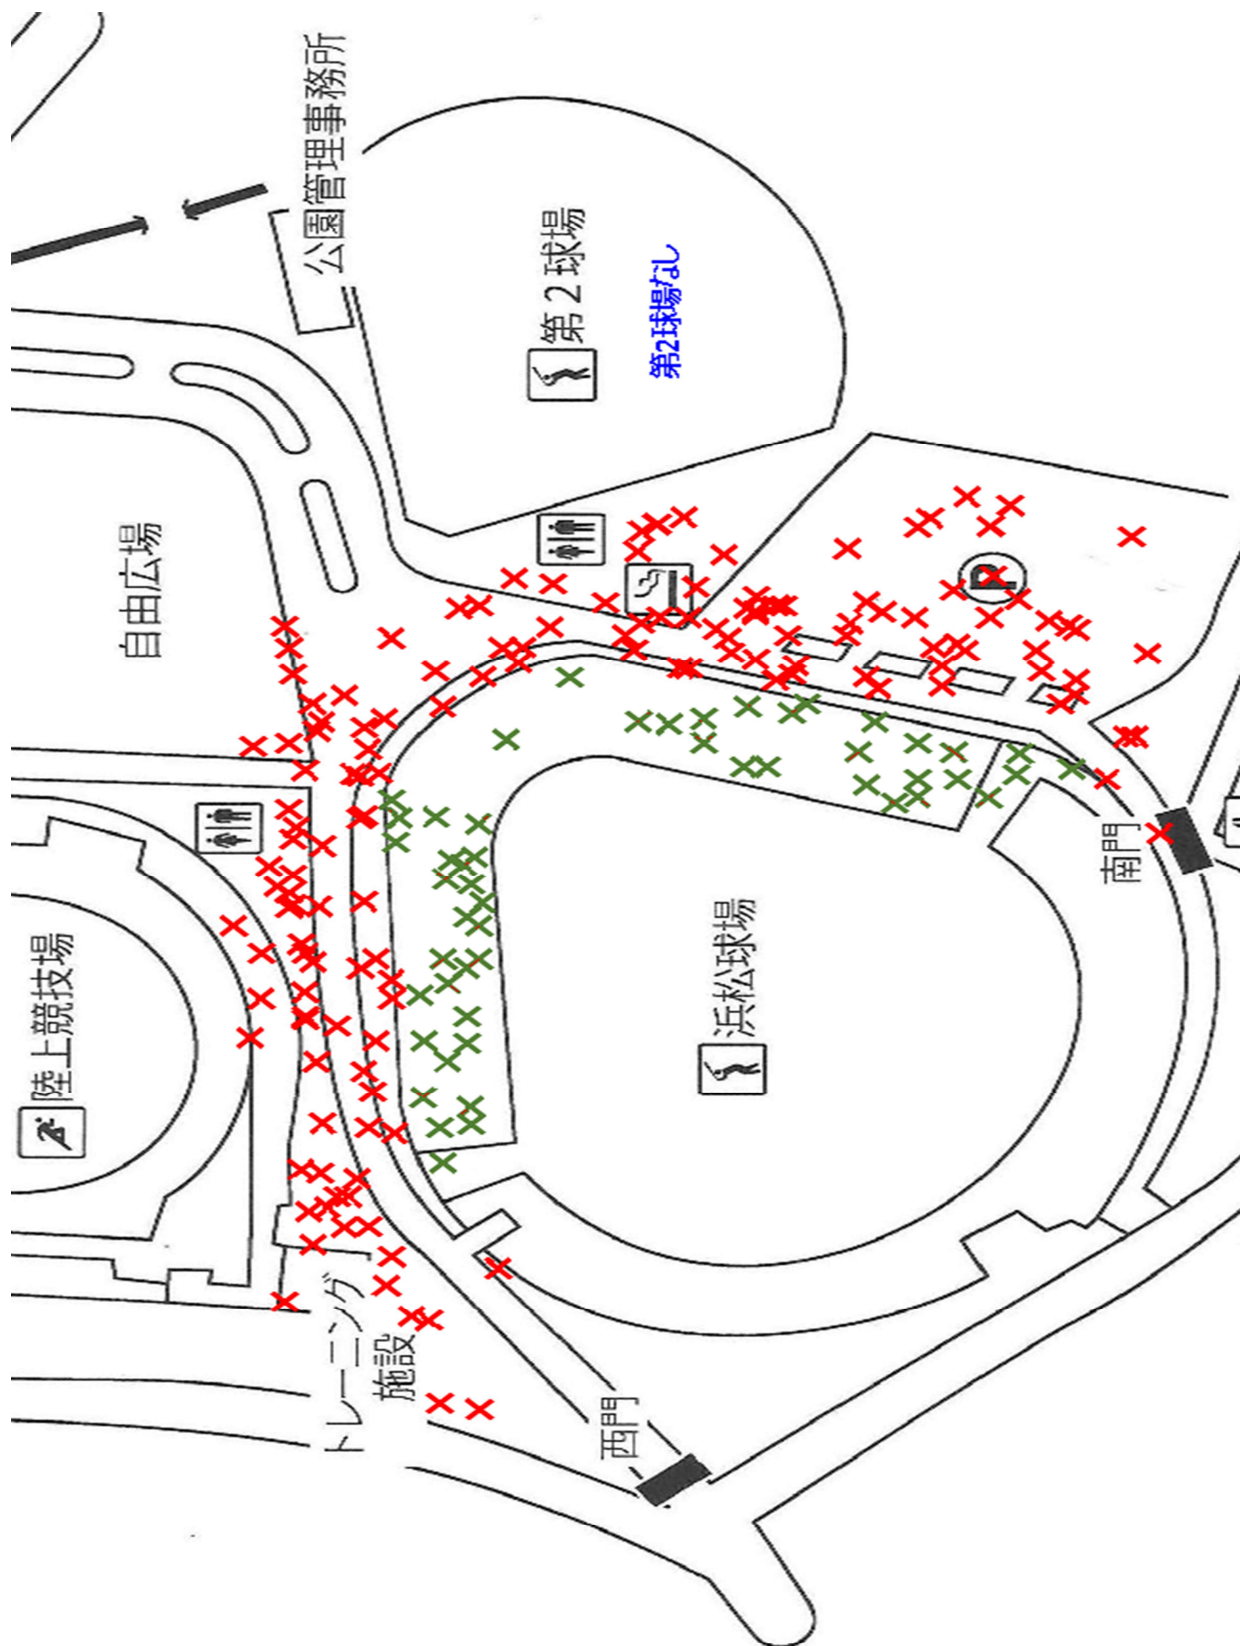 公園管理事務所
第２球場
第2球場なし
自由広場
陸上競技場
P
南門
浜松球場
トレーニング
施設
西門